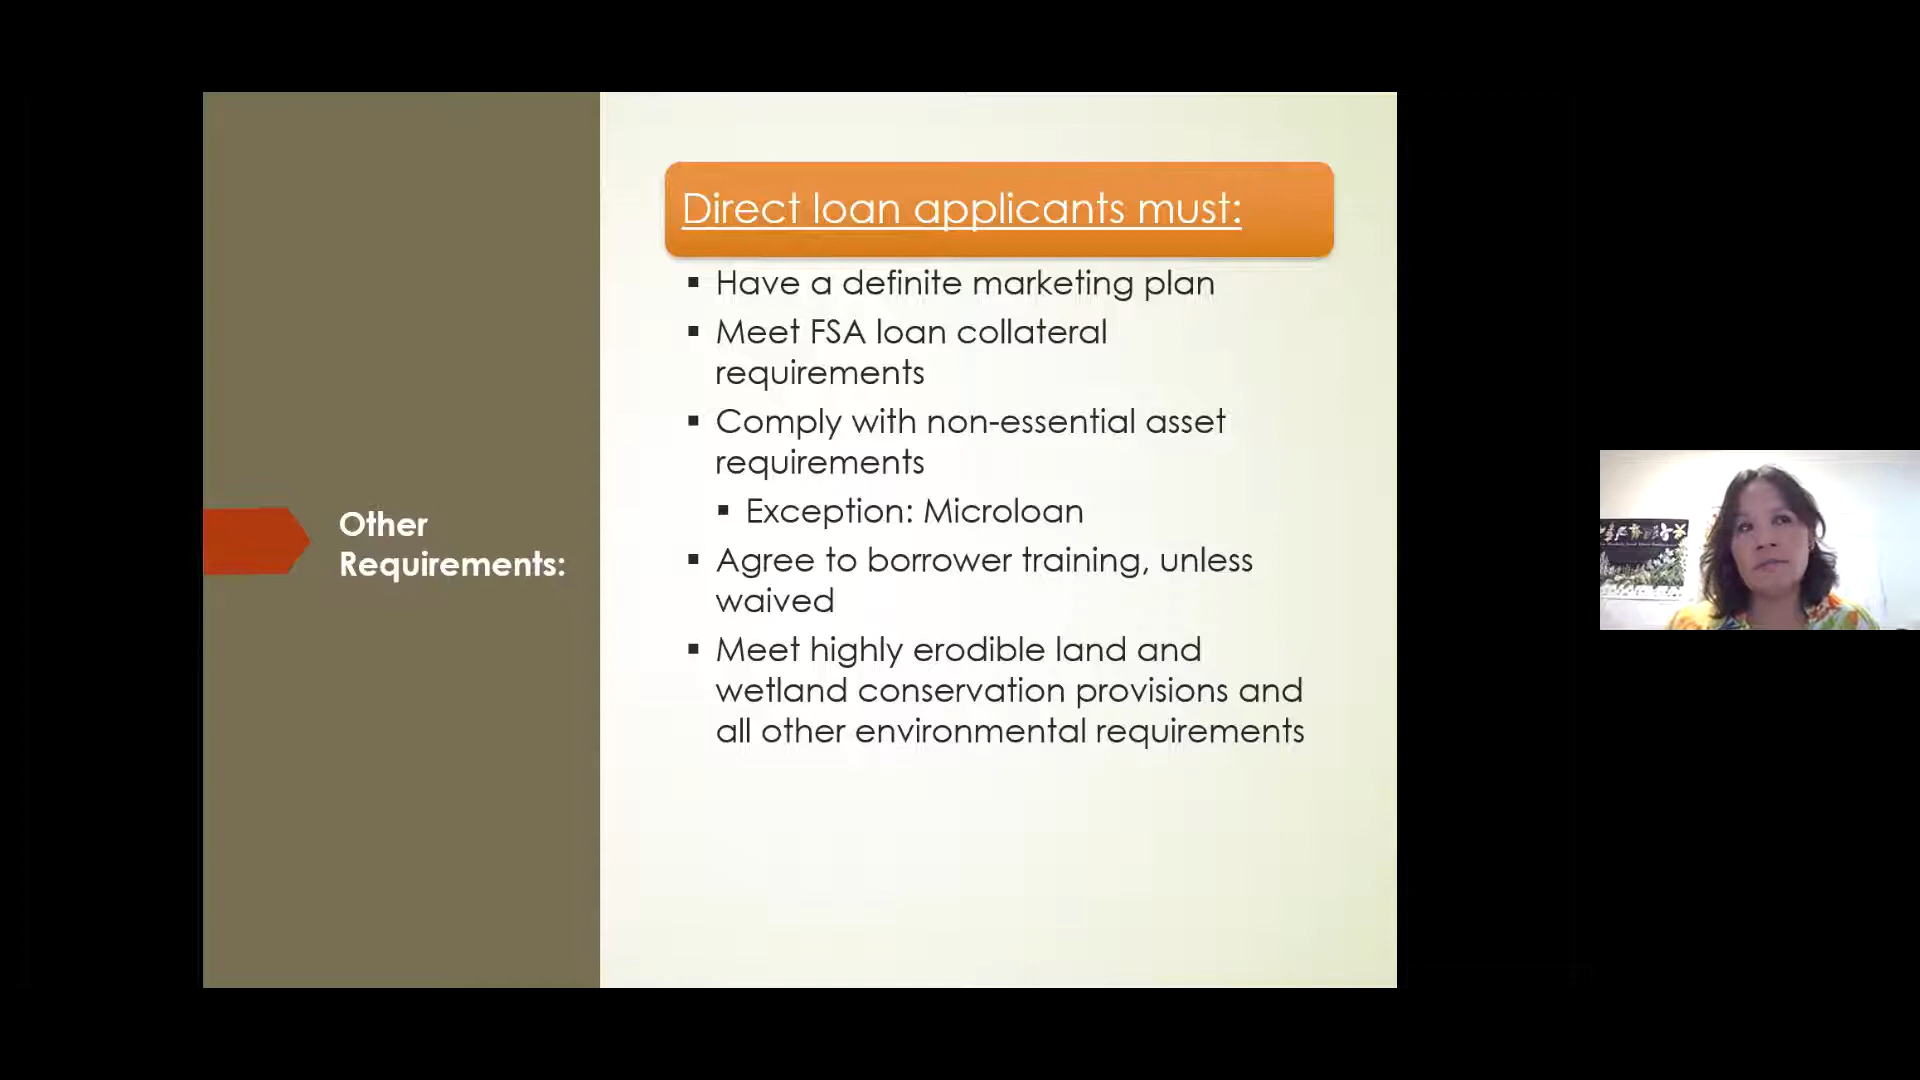 Other
Requirements:
Direct loan applicants must:
▪ Have a definite marketing plan
▪ Meet FSA loan collateral
requirements
▪ Comply with non-essential asset
requirements
▪ Exception: Microloan
▪ Agree to borrower training, unless
waived
▪ Meet highly erodible land and
wetland conservation provisions and
all other environmental requirements